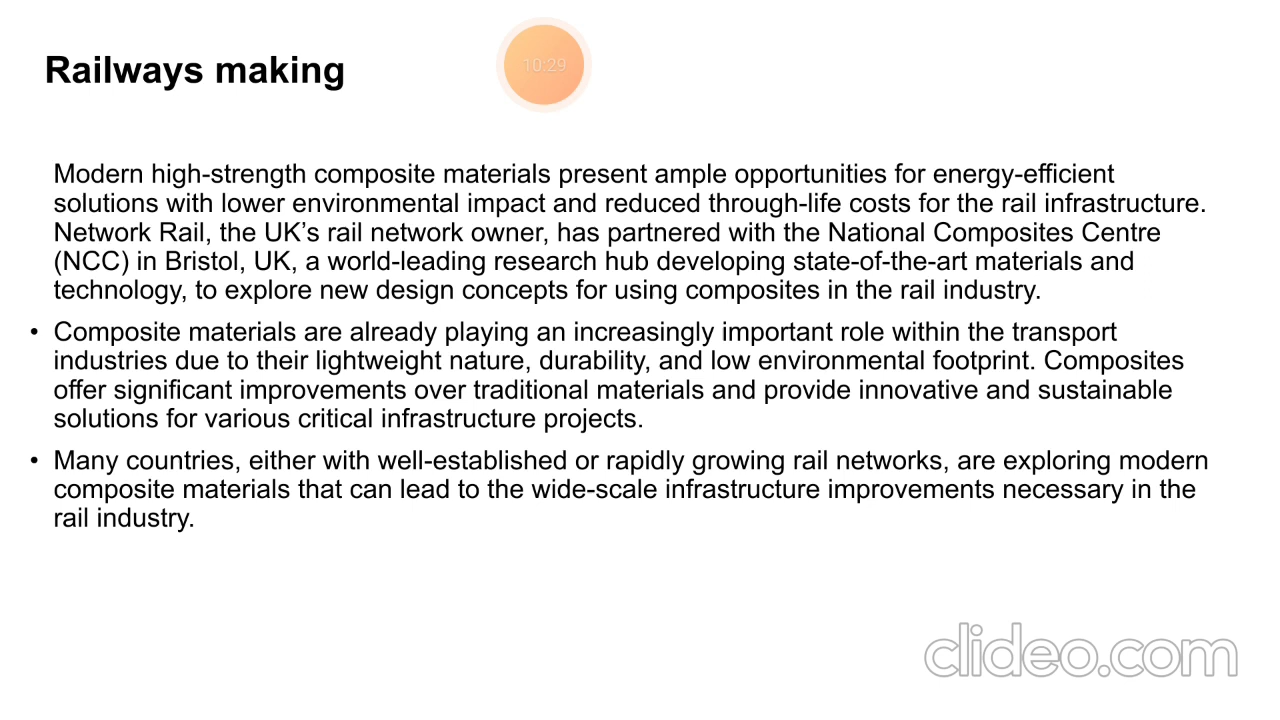 Railways making
10:29
Modern high-strength composite materials present ample opportunities for energy-efficient
solutions with lower environmental impact and reduced through-life costs for the rail infrastructure.
Network Rail, the UK’s rail network owner, has partnered with the National Composites Centre
(NCC) in Bristol, UK, a world-leading research hub developing state-of-the-art materials and
technology, to explore new design concepts for using composites in the rail industry.
• Composite materials are already playing an increasingly important role within the transport
industries due to their lightweight nature, durability, and low environmental footprint. Composites
offer significant improvements over traditional materials and provide innovative and sustainable
solutions for various critical infrastructure projects.
• Many countries, either with well-established or rapidly growing rail networks, are exploring modern
composite materials that can lead to the wide-scale infrastructure improvements necessary in the
rail industry.
clideo.com